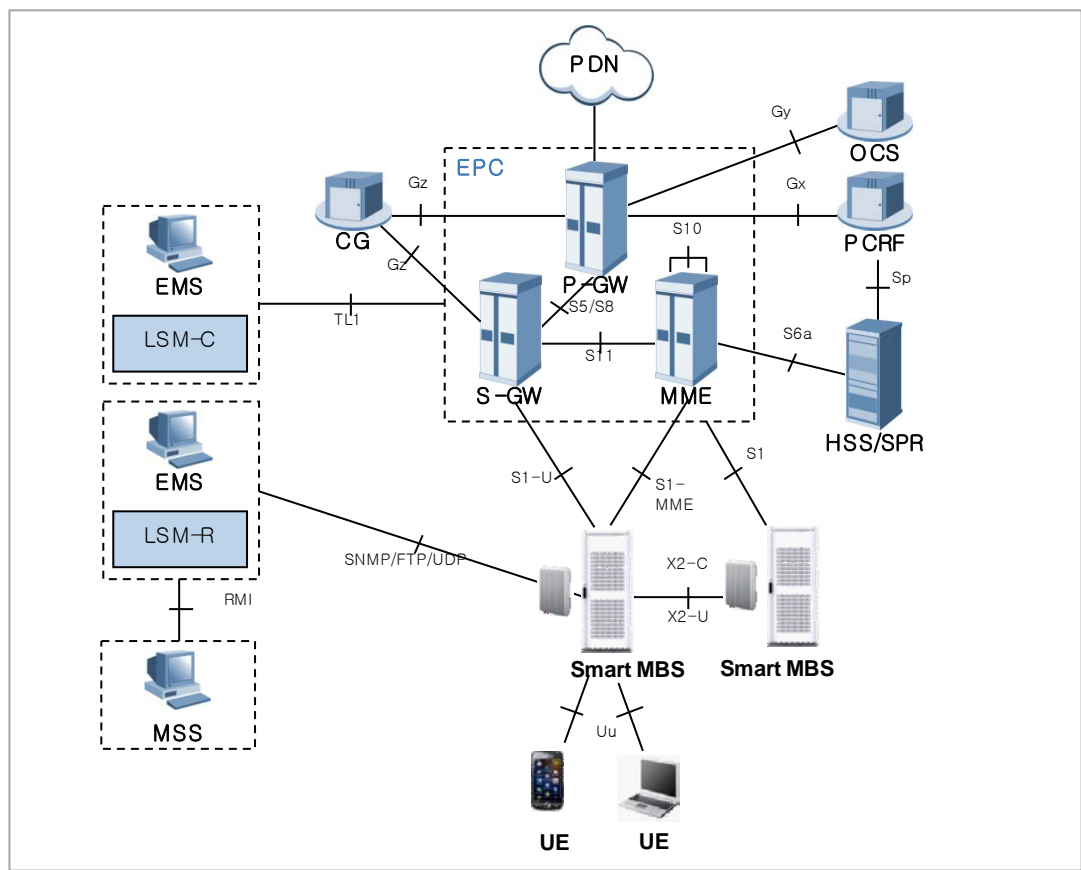 PDN
Gy
OCS
EPC
Gz
Gx
CG
PCRF
S10
Gz
EMS
P-GW
Sp
S5/S8
TL1
LSM-C
S11
S6a
S-GW
MME
HSS/SPR
S1
EMS
S1-U
S1-
MME
LSM-R
SNMP/FTP/UDP
X2-C
RMI
X2-U
Smart MBS
Smart MBS
MSS
Uu
UE
UE